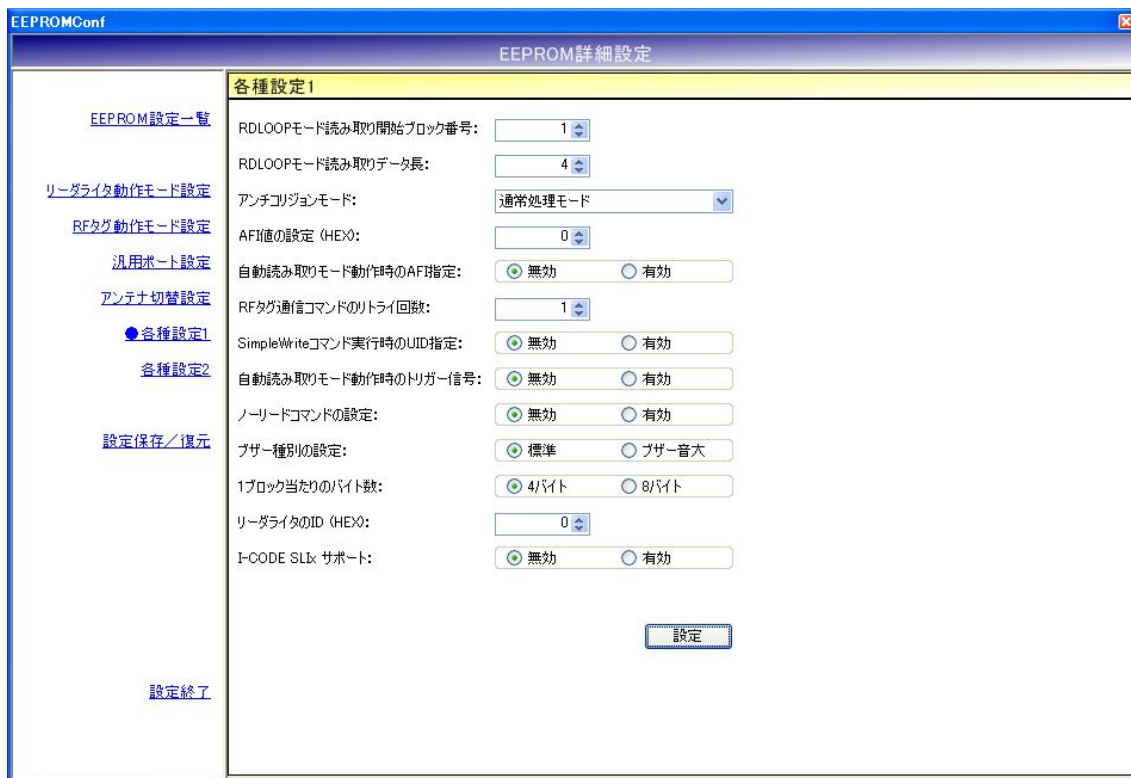 EEPROMConf
EEPROM詳細設定
EEPROM設定一覧
リーダライタ動作モード設定
RFタグ動作モード設定
汎用ポート設定
アンテナ切替設定
●各種設定1
各種設定2
設定保存／復元
設定終了
各種設定1
RDLOOPモード読み取り開始ブロック番号: 1
RDLOOPモード読み取りデータ長: 4
アンチコリジョンモード: 通常処理モード
AFI値の設定 (HEX): 0
自動読み取りモード動作時のAFI指定: 無効 有効
RFタグ通信コマンドのリトライ回数: 1
SimpleWriteコマンド実行時のUID指定: 無効 有効
自動読み取りモード動作時のトリガー信号: 無効 有効
ノーリードコマンドの設定: 無効 有効
ブザー種別の設定: 標準 ブザー音大
1ブロック当たりのバイト数: 4バイト 8バイト
リーダライタのID (HEX): 0
I-CODE SLIx サポート: 無効 有効
設定